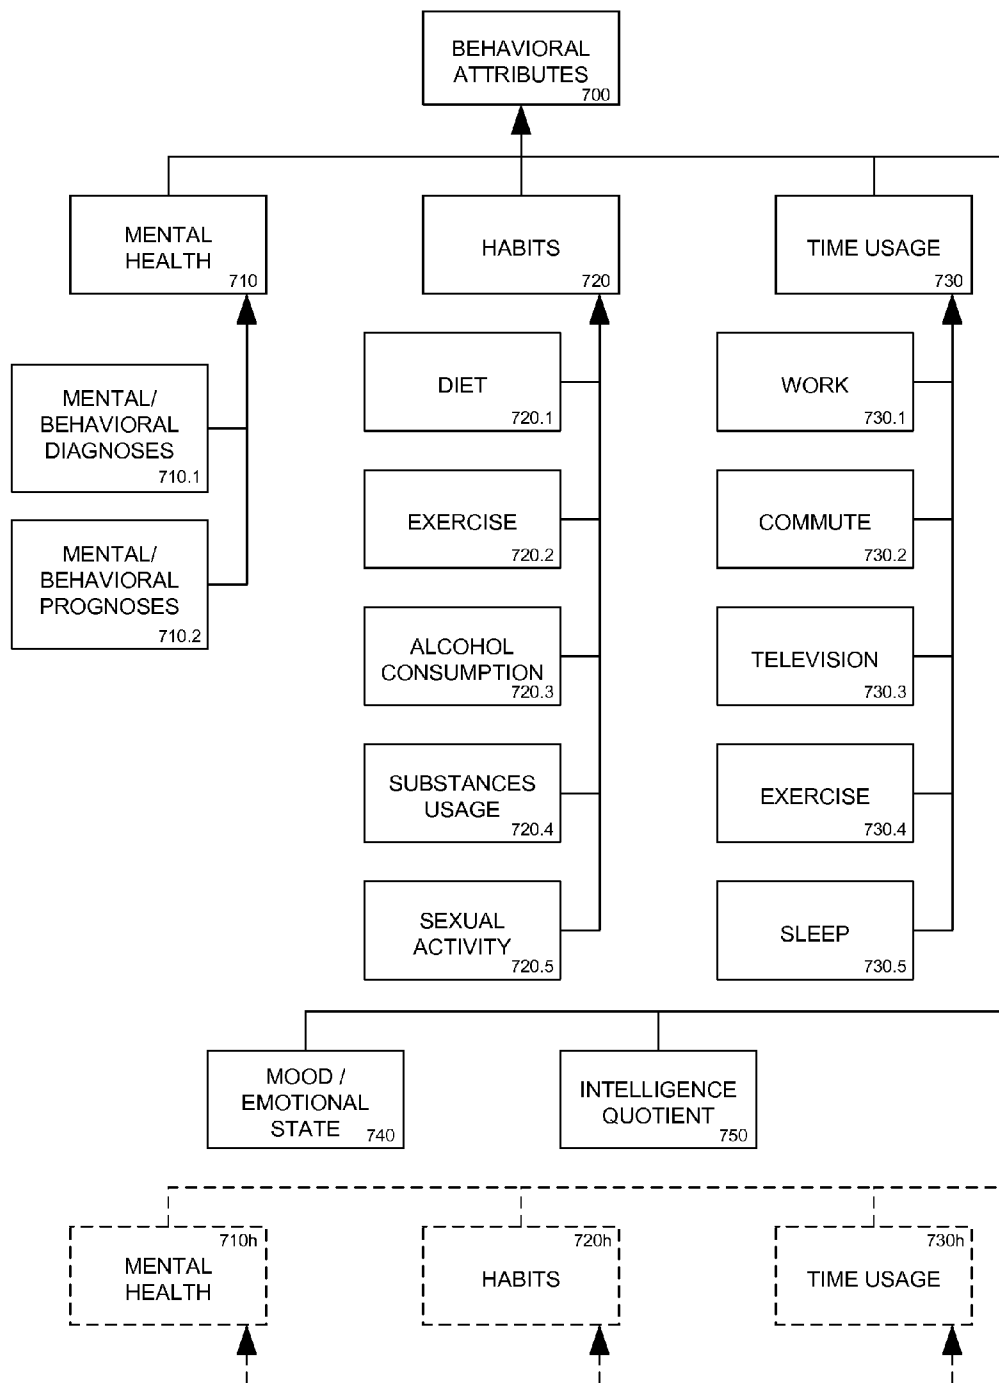 BEHAVIORAL
ATTRIBUTES
700
MENTAL
HEALTH
710
HABITS
720
TIME USAGE
730
MENTAL/
BEHAVIORAL
DIAGNOSES
710.1
MENTAL/
BEHAVIORAL
PROGNOSES
710.2
DIET
720.1
EXERCISE
720.2
ALCOHOL
CONSUMPTION
720.3
SUBSTANCES
USAGE
720.4
SEXUAL
ACTIVITY
720.5
WORK
730.1
COMMUTE
730.2
TELEVISION
730.3
EXERCISE
730.4
SLEEP
730.5
MOOD /
EMOTIONAL
STATE
740
INTELLIGENCE
QUOTIENT
750
710h
MENTAL
HEALTH
720h
HABITS
730h
TIME USAGE